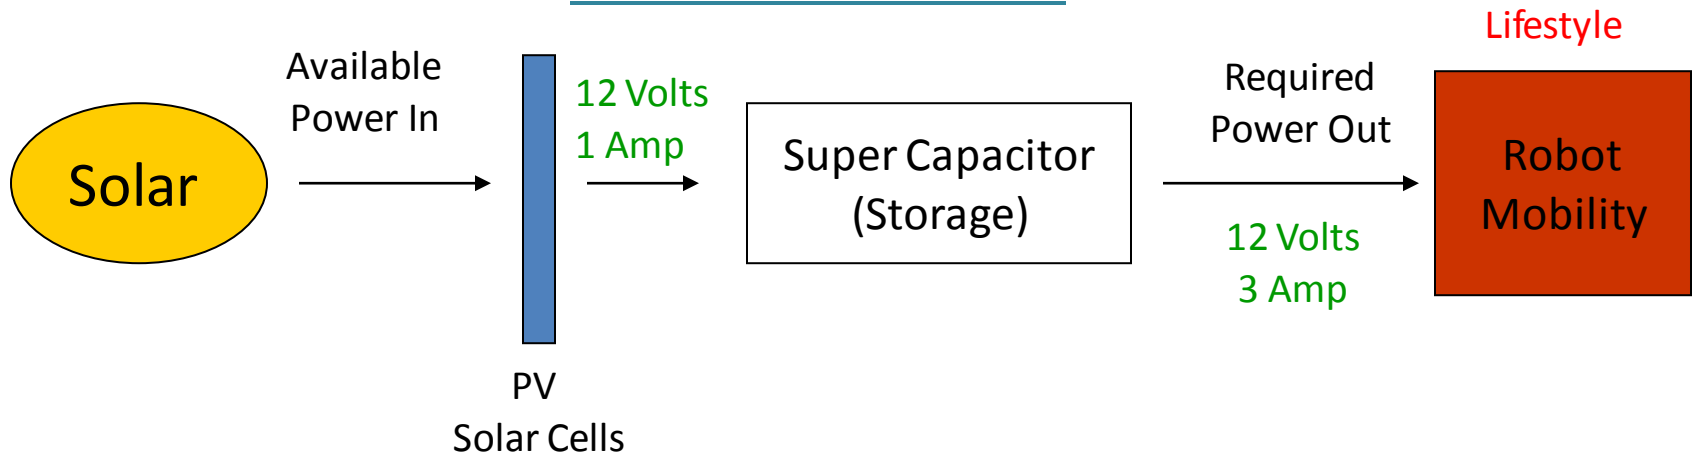 Lifestyle
Solar
Available
Power In
PV
Solar Cells
12 Volts
1 Amp
Super Capacitor
(Storage)
Required
Power Out
12 Volts
3 Amp
Robot
Mobility